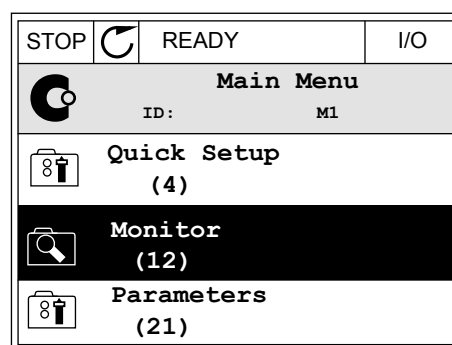 STOP READY I/O
Main Menu
ID: M1
Quick Setup
(4)
Monitor
(12)
Parameters
(21)